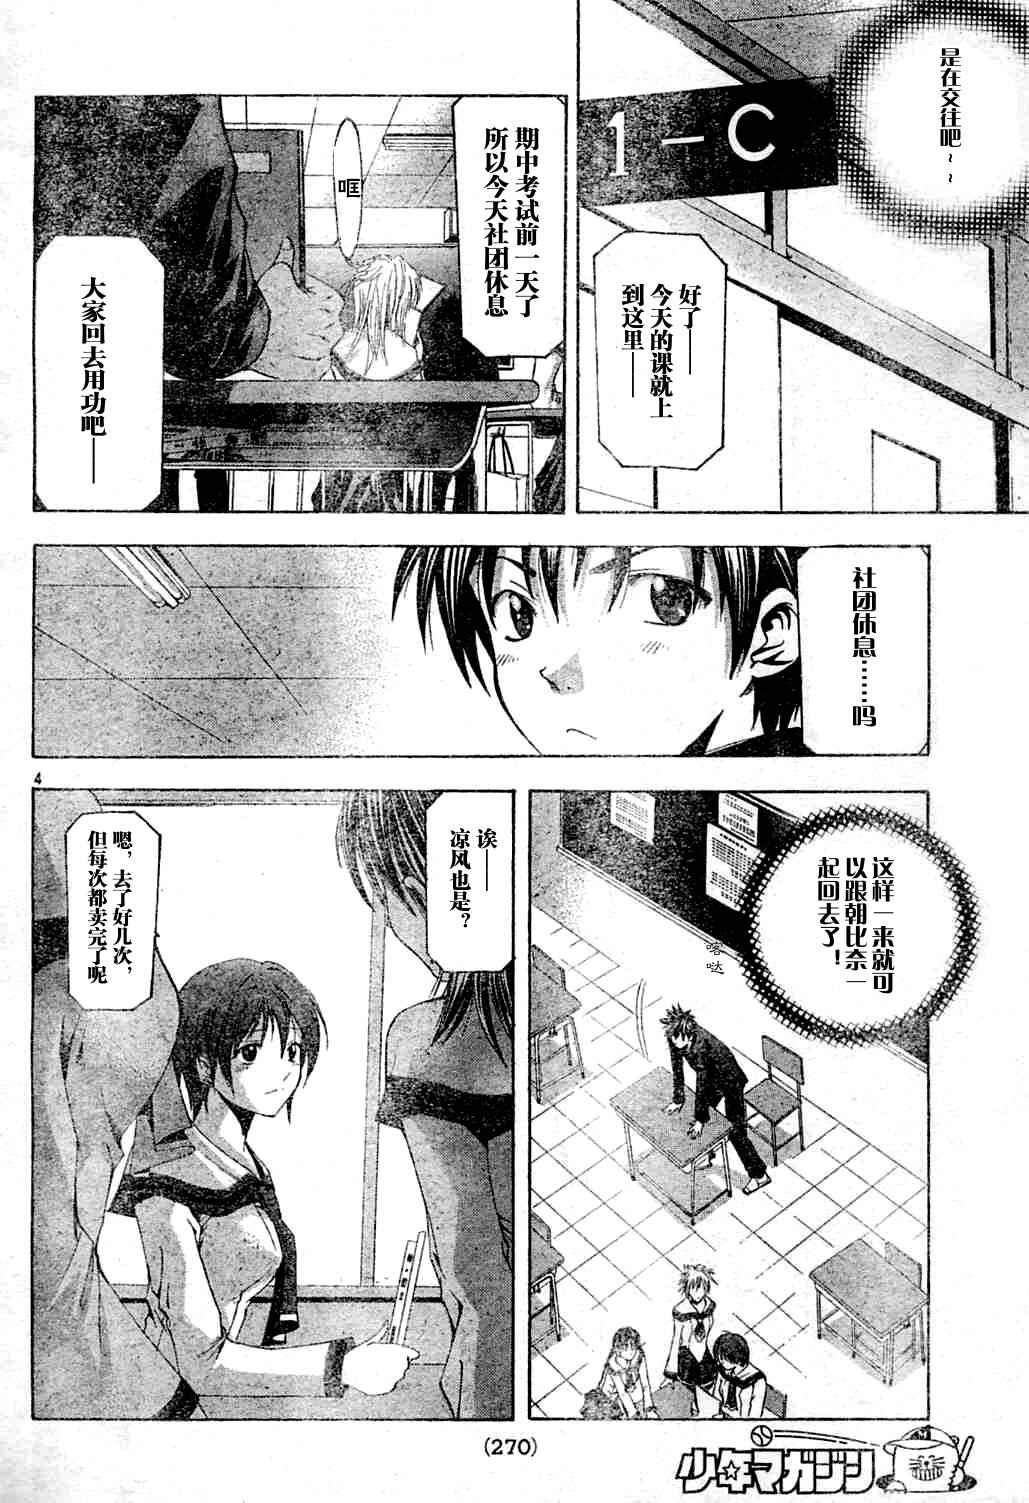 是在交往吧~~
1-C
好了——
今天的课就上
到这里——
期中考试前一天了
所以今天社团休息
哐
大家回去用功吧——
社团休息……吗
4
这样一来就可
以跟朝比奈一
起回去了！
喀哒
诶——
凉风也是？
嗯，去了好几次，
但每次都卖完了呢
(270)
少年マガジン